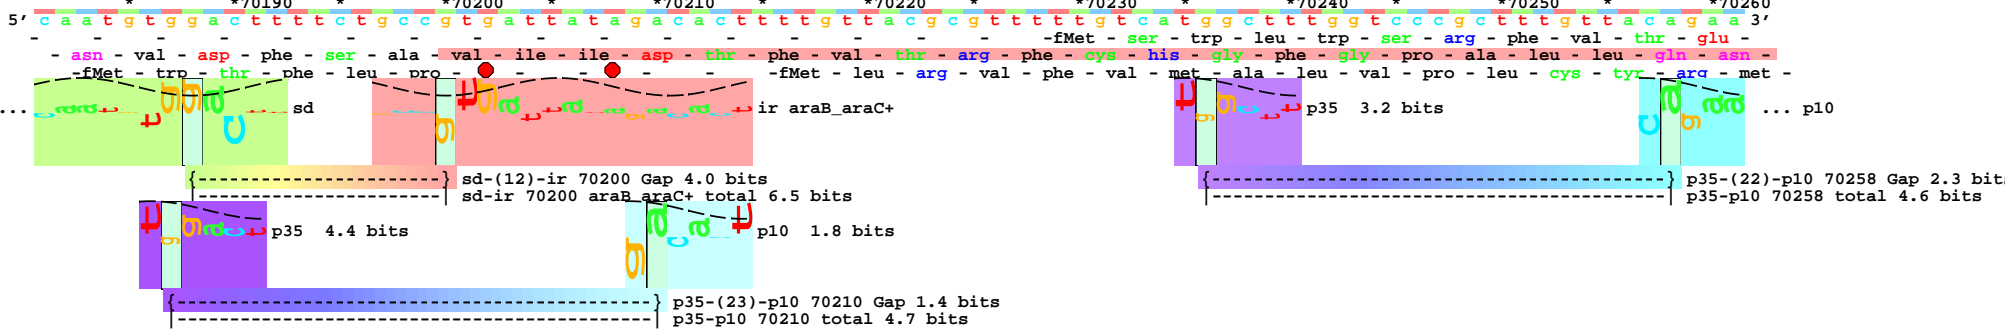 * *70190 * *70200 * *70210 * *70220 * *70230 * *70240 * *70250 * *70260
5' c a a t g t g g a c t t t t c t g c c g t g a t t a t a g a c a c t t t t g t t a c g c g t t t t t g t c a t g g c t t t g g t c c c g c t t t g t t a c a g a a 3'
- - - - - - - - - - - - - - - - -fMet - ser - trp - leu - trp - ser - arg - phe - val - thr - glu -
- asn - val - asp - phe - ser - ala - val - ile - ile - asp - thr - phe - val - thr - arg - phe - cys - his - gly - phe - gly - pro - ala - leu - leu - gln - asn -
-fMet - trp - thr - phe - leu - pro - - - - - -fMet - leu - arg - val - phe - val - met - ala - leu - val - pro - leu - cys - tyr - arg - met -
... c a a t g t g g a c t t sd
c c g t g a t t a t a g a c a c t ir araB_araC+
t g g c t t p35 3.2 bits
c a g a a ... p10
{-----------} sd-(12)-ir 70200 Gap 4.0 bits
|-----------| sd-ir 70200 araB_araC+ total 6.5 bits
{---------------------} p35-(22)-p10 70258 Gap 2.3 bits
|---------------------| p35-p10 70258 total 4.6 bits
t g g a c t p35 4.4 bits
g a c a c t p10 1.8 bits
{----------------------} p35-(23)-p10 70210 Gap 1.4 bits
|----------------------| p35-p10 70210 total 4.7 bits